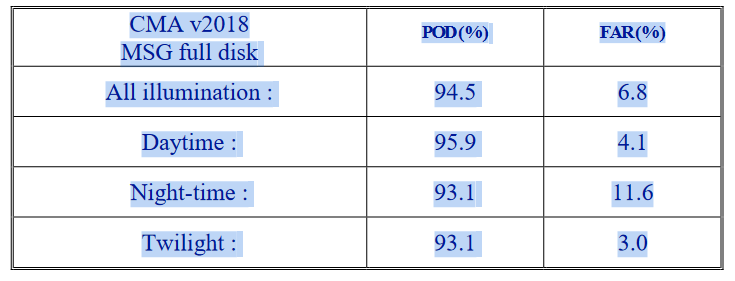 CMA v2018
MSG full disk
POD(%)
FAR(%)
All illumination :
94.5
6.8
Daytime :
95.9
4.1
Night-time :
93.1
11.6
Twilight :
93.1
3.0